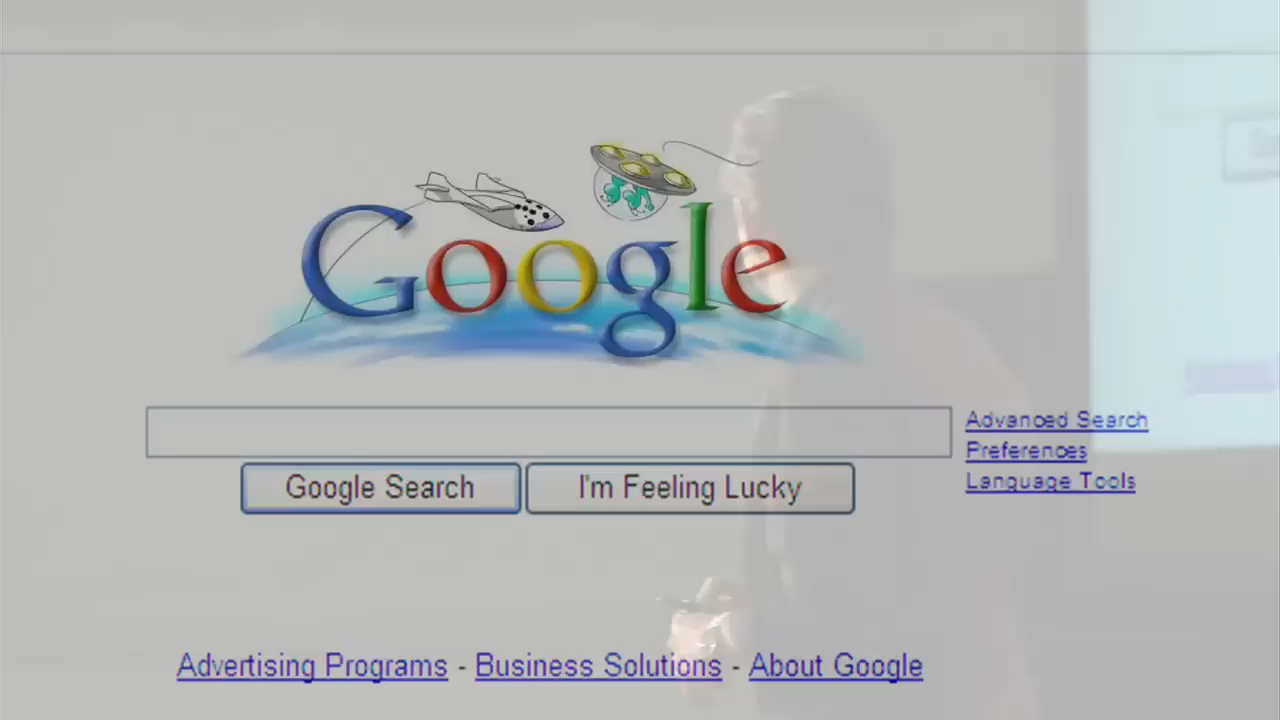 Google
Advanced Search
Preferences
Language Tools
Google Search I'm Feeling Lucky
Advertising Programs - Business Solutions - About Google